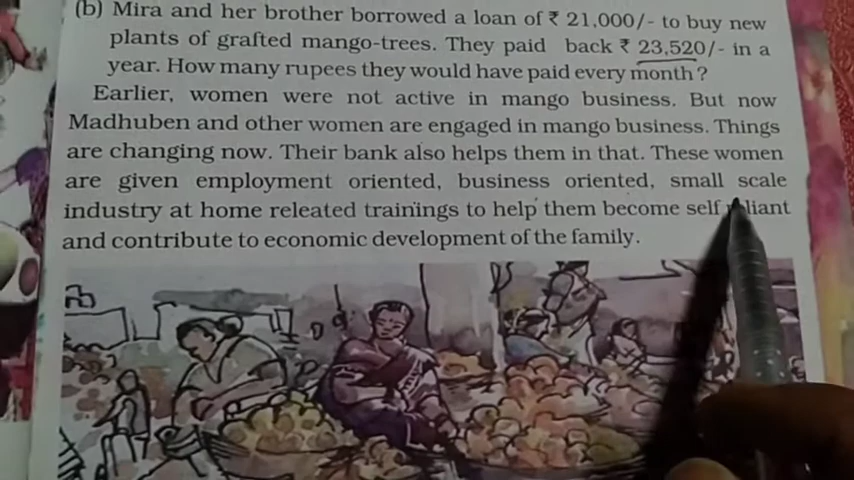 (b) Mira and her brother borrowed a loan of ₹ 21,000/- to buy new
plants of grafted mango-trees. They paid back ₹ 23,520/- in a
year. How many rupees they would have paid every month ?
Earlier, women were not active in mango business. But now
Madhuben and other women are engaged in mango business. Things
are changing now. Their bank also helps them in that. These women
are given employment oriented, business oriented, small scale
industry at home releated trainings to help them become self reliant
and contribute to economic development of the family.